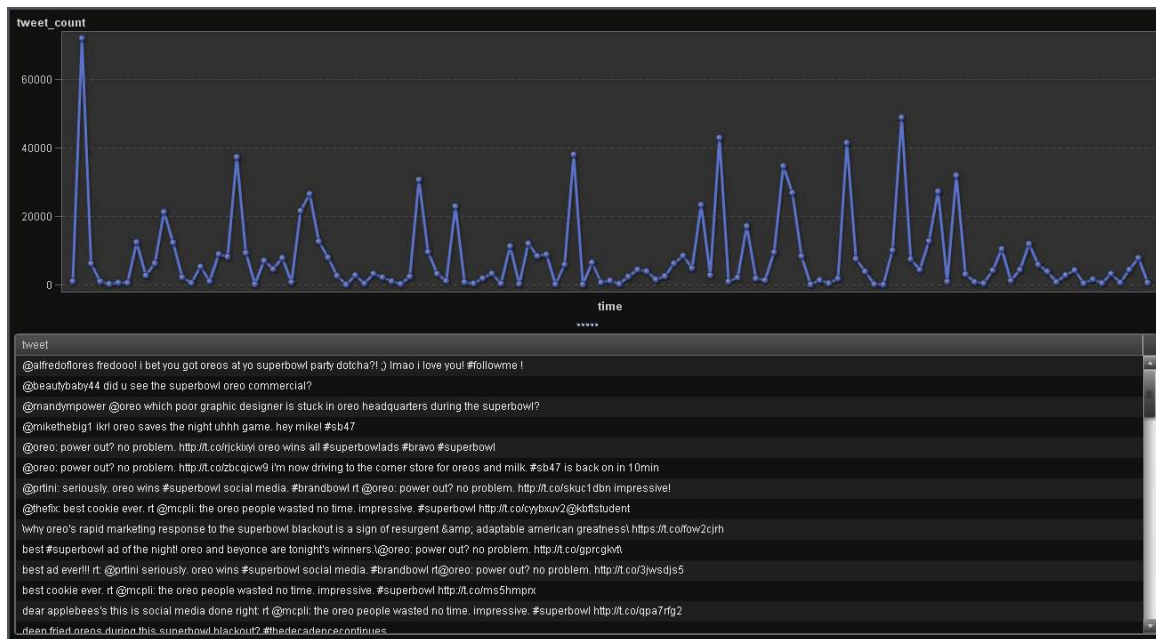 tweet_count
60000
40000
20000
0
time
tweet
@alfredoflores fredooo! i bet you got oreos at yo superbowl party dotcha?! ;) lmao i love you! #followme !
@beautybaby44 did u see the superbowl oreo commercial?
@mandympower @oreo which poor graphic designer is stuck in oreo headquarters during the superbowl?
@mikethebig1 ikr! oreo saves the night uhhh game. hey mike! #sb47
@oreo: power out? no problem. http://t.co/rjckixyi oreo wins all #superbowlads #bravo #superbowl
@oreo: power out? no problem. http://t.co/zbcqicw9 i'm now driving to the corner store for oreos and milk. #sb47 is back on in 10min
@prtini: seriously. oreo wins #superbowl social media. #brandbowl rt @oreo: power out? no problem. http://t.co/skuc1dbn impressive!
@thefix: best cookie ever. rt @mcpli: the oreo people wasted no time. impressive. #superbowl http://t.co/cyybxuv2@kbftstudent
\why oreo's rapid marketing response to the superbowl blackout is a sign of resurgent &amp; adaptable american greatness\ https://t.co/fow2cjrh
best #superbowl ad of the night! oreo and beyonce are tonight's winners.\@oreo: power out? no problem. http://t.co/gprcgkvt\
best ad ever!!! rt: @prtini seriously. oreo wins #superbowl social media. #brandbowl rt@oreo: power out? no problem. http://t.co/3jwsdjs5
best cookie ever. rt @mcpli: the oreo people wasted no time. impressive. #superbowl http://t.co/ms5hmprx
dear applebees's this is social media done right: rt @mcpli: the oreo people wasted no time. impressive. #superbowl http://t.co/qpa7rfg2
deep fried oreos during this superbowl blackout? #thedecadencecontinues